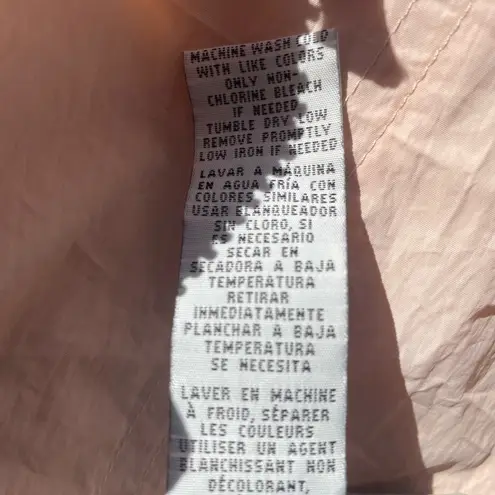 MACHINE WASH COLD
WITH LIKE COLORS
ONLY NON-
CHLORINE BLEACH
IF NEEDED
TUMBLE DRY LOW
REMOVE PROMPTLY
LOW IRON IF NEEDED
LAVAR A MÁQUINA
EN AGUA FRÍA CON
COLORES SIMILARES
USAR BLANQUEADOR
SIN CLORO, SI
ES NECESARIO
SECAR EN
SECADORA A BAJA
TEMPERATURA
RETIRAR
INMEDIATAMENTE
PLANCHAR A BAJA
TEMPERATURA
SE NECESITA
LAVER EN MACHINE
À FROID, SÉPARER
LES COULEURS
UTILISER UN AGENT
BLANCHISSANT NON
DÉCOLORANT,